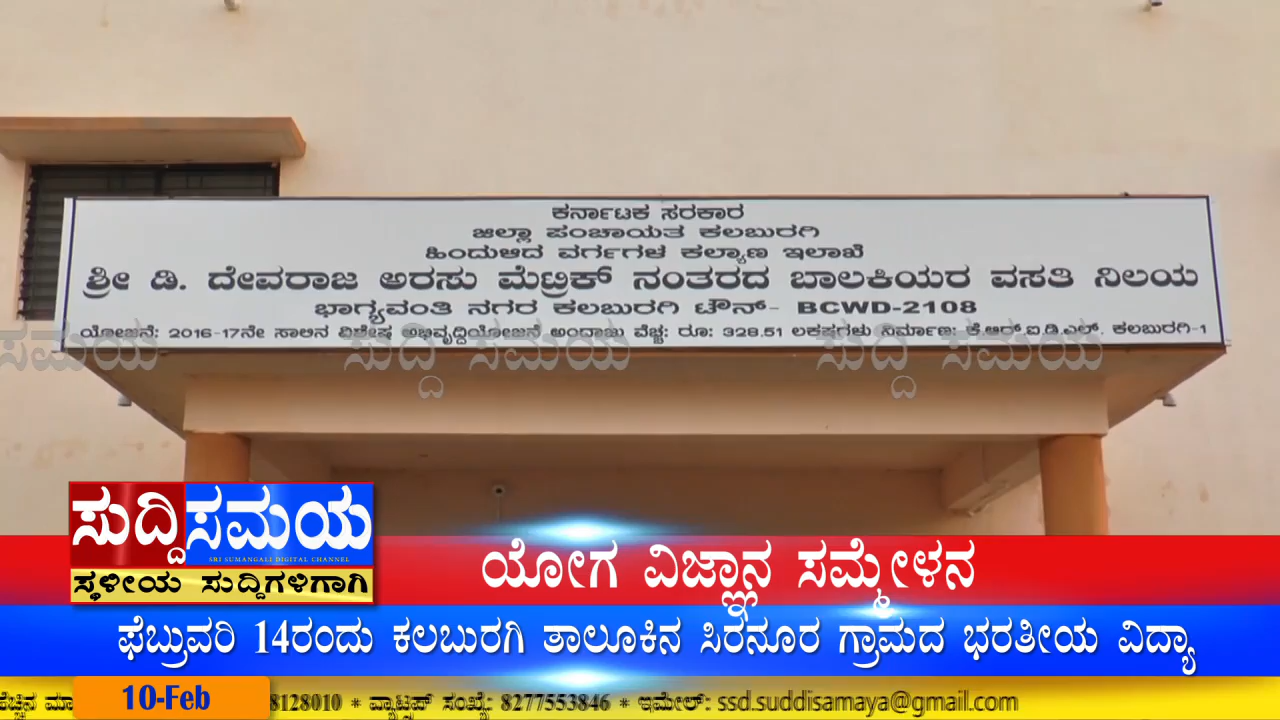 ಕರ್ನಾಟಕ ಸರಕಾರ
ಜಿಲ್ಲಾ ಪಂಚಾಯತ ಕಲಬುರಗಿ
ಹಿಂದುಳಿದ ವರ್ಗಗಳ ಕಲ್ಯಾಣ ಇಲಾಖೆ
ಶ್ರೀ ಡಿ. ದೇವರಾಜ ಅರಸು ಮೆಟ್ರಿಕ್ ನಂತರದ ಬಾಲಕಿಯರ ವಸತಿ ನಿಲಯ
ಭಾಗ್ಯವಂತಿ ನಗರ ಕಲಬುರಗಿ ಟೌನ್- BCWD-2108
ಯೋಜನೆ: 2016-17ನೇ ಸಾಲಿನ ವಿಶೇಷ ಅಭಿವೃದ್ಧಿಯೋಜನೆ ಅಂದಾಜು ವೆಚ್ಚ: ರೂ: 328.51 ಲಕ್ಷಗಳು ನಿರ್ಮಾಣ: ಕೆ.ಆರ್.ಐ.ಡಿ.ಎಲ್. ಕಲಬುರಗಿ-1
ಸಮಯ ಸುದ್ದಿ ಸಮಯ ಸುದ್ದಿ ಸಮಯ
ಸುದ್ದಿ ಸಮಯ
SRI SUMANGALI DIGITAL CHANNEL
ಸ್ಥಳೀಯ ಸುದ್ದಿಗಳಿಗಾಗಿ
ಯೋಗ ವಿಜ್ಞಾನ ಸಮ್ಮೇಳನ
ಫೆಬ್ರುವರಿ 14ರಂದು ಕಲಬುರಗಿ ತಾಲೂಕಿನ ಸಿರನೂರ ಗ್ರಾಮದ ಭರತೀಯ ವಿದ್ಯಾ
10-Feb 8128010 * ವ್ಯಾಟ್ಸಪ್ ಸಂಖ್ಯೆ: 8277553846 * ಇಮೇಲ್: ssd.suddisamaya@gmail.com